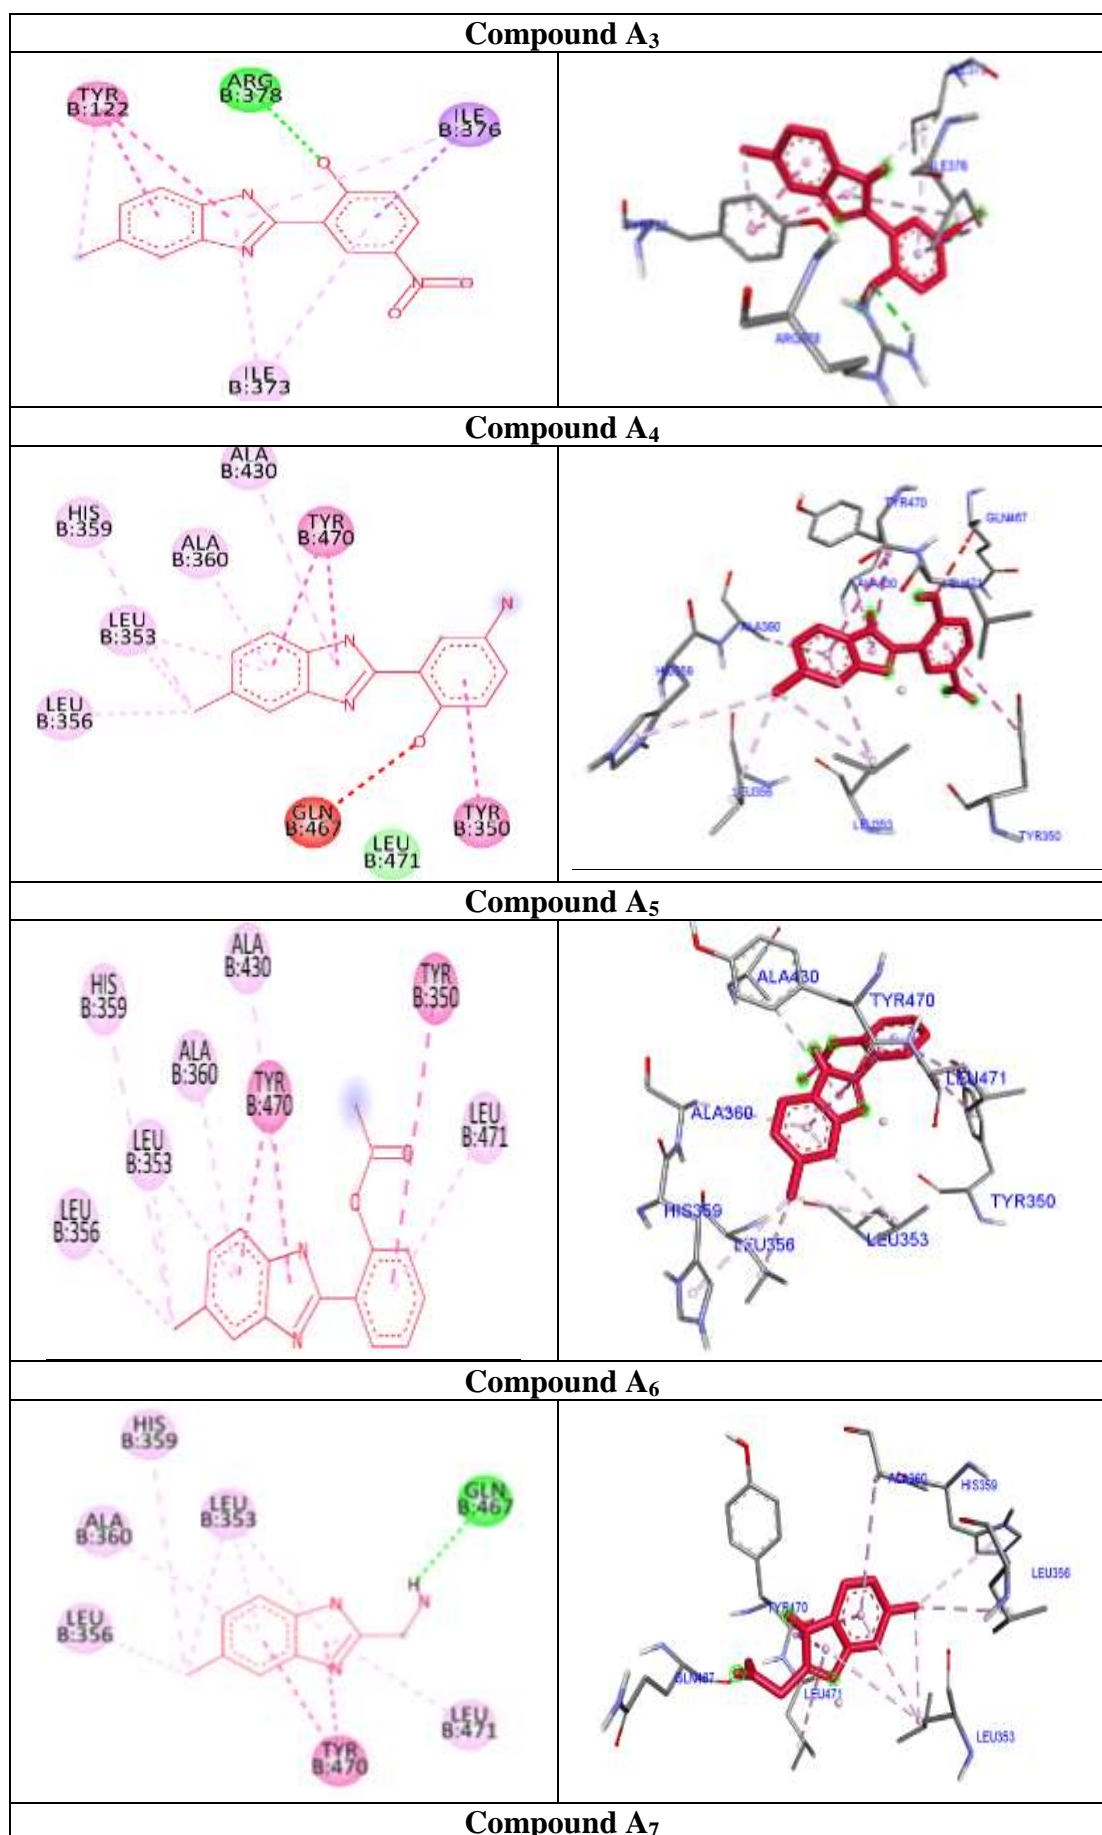 Compound A₃
TYR
B:122
ARG
B:378
ILE
B:376
O
N
N
N
O
O
ILE
B:373
ILE376
Compound A₄
ALA
B:430
HIS
B:359
ALA
B:360
TYR
B:470
LEU
B:353
LEU
B:356
N
N
N
O
GLN
B:467
LEU
B:471
TYR
B:350
TYR470
GLN467
ALA430
ALA360
LEU353
TYR350
Compound A₅
ALA
B:430
HIS
B:359
TYR
B:350
ALA
B:360
TYR
B:470
LEU
B:353
LEU
B:471
LEU
B:356
O
O
N
N
ALA430
TYR470
LEU471
ALA360
TYR350
HIS359
LEU356
LEU353
Compound A₆
HIS
B:359
LEU
B:353
GLN
B:467
ALA
B:360
LEU
B:356
H
N
N
N
LEU
B:471
TYR
B:470
ALA360
HIS359
LEU356
TYR470
GLN467
LEU471
LEU353
Compound A₇